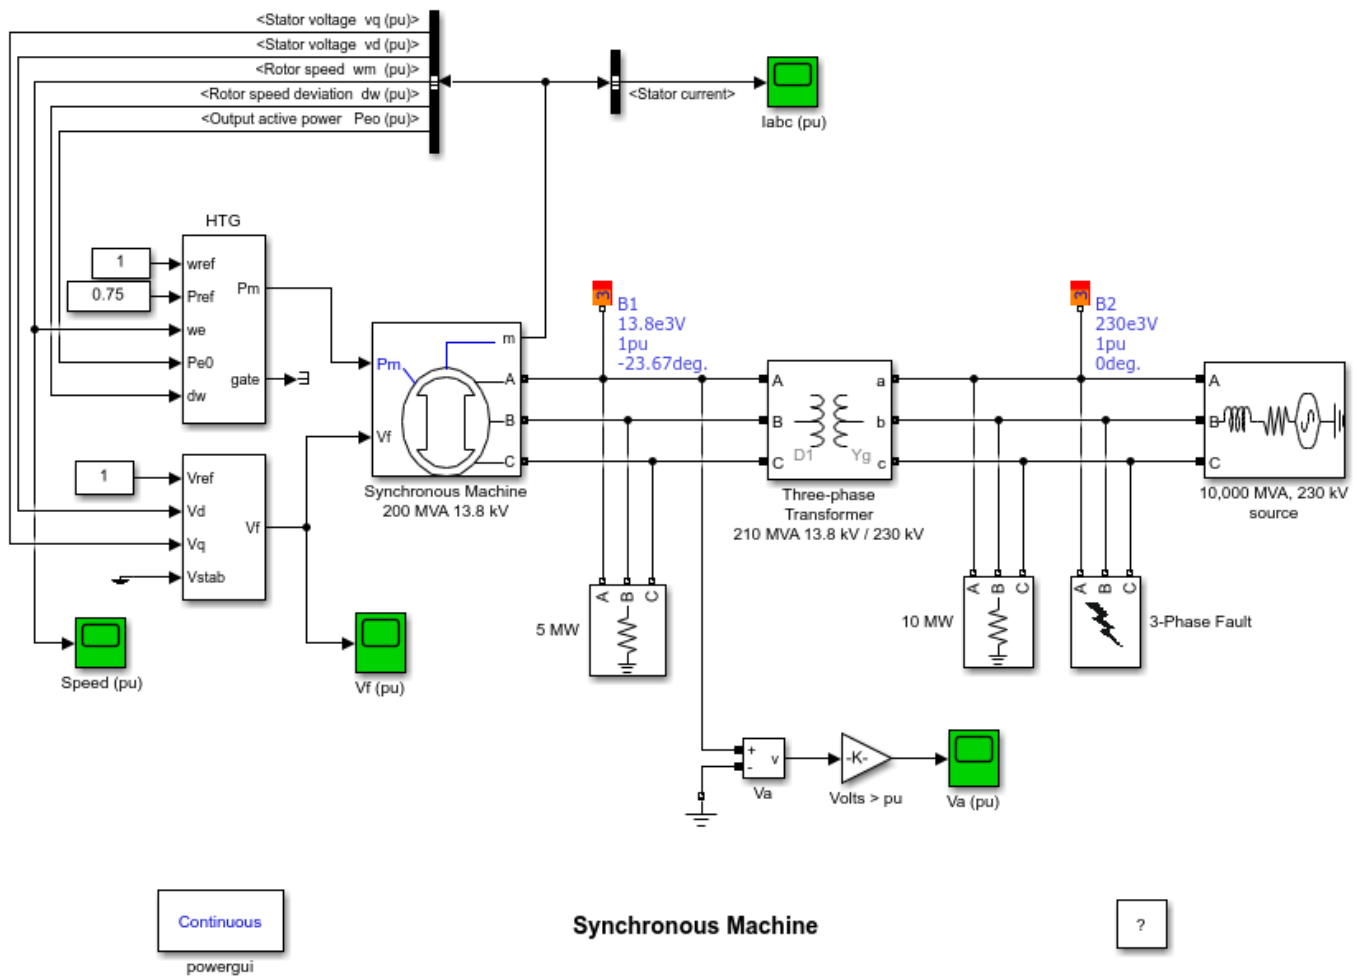 <Stator voltage vq (pu)>
<Stator voltage vd (pu)>
<Rotor speed wm (pu)>
<Rotor speed deviation dw (pu)>
<Output active power Peo (pu)>
<Stator current>
Iabc (pu)
HTG
1
wref
0.75
Pref
Pm
we
Pe0
gate
dw
1
Vref
Vd
Vf
Vq
Vstab
Speed (pu)
Vf (pu)
m
Pm
A
B
Vf
C
Synchronous Machine
200 MVA 13.8 kV
3
B1
13.8e3V
1pu
-23.67deg.
A
B
C
D1
Yg
a
b
c
Three-phase
Transformer
210 MVA 13.8 kV / 230 kV
3
B2
230e3V
1pu
0deg.
A
B
C
10,000 MVA, 230 kV
source
A
B
C
5 MW
A
B
C
10 MW
A
B
C
3-Phase Fault
+
-
v
Va
-K-
Volts > pu
Va (pu)
Continuous
powergui
Synchronous Machine
?